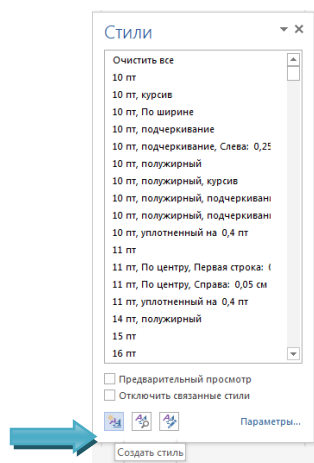 Стили
Очистить все
10 пт
10 пт, курсив
10 пт, По ширине
10 пт, подчеркивание
10 пт, подчеркивание, Слева: 0,25
10 пт, полужирный
10 пт, полужирный, курсив
10 пт, полужирный, подчеркивани
10 пт, полужирный, подчеркивани
10 пт, уплотненный на 0,4 пт
11 пт
11 пт, По центру, Первая строка: (
11 пт, По центру, Справа: 0,05 см
11 пт, уплотненный на 0,4 пт
14 пт, полужирный
15 пт
16 пт
Предварительный просмотр
Отключить связанные стили
Параметры...
Создать стиль